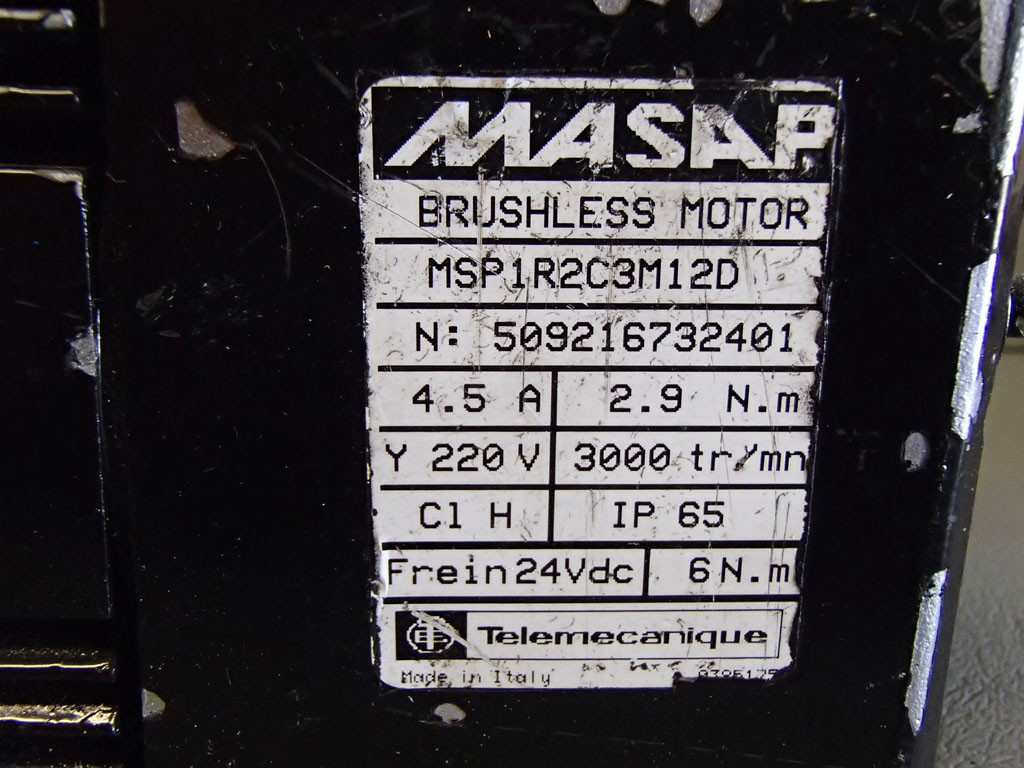 MASAP
BRUSHLESS MOTOR
MSP1R2C3M12D
N: 509216732401
4.5 A 2.9 N.m
Y 220 V 3000 tr/mn
Cl H IP 65
Frein 24Vdc 6 N.m
Telemecanique
Made in Italy